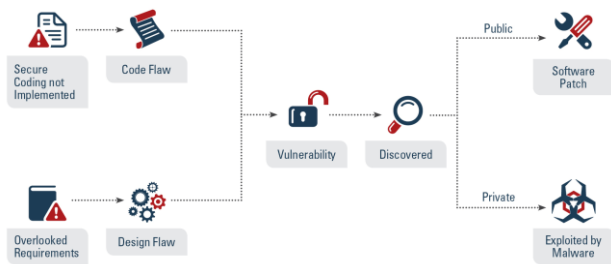 Secure
Coding not
Implemented
Code Flaw
Overlooked
Requirements
Design Flaw
Vulnerability
Discovered
Public
Software
Patch
Private
Exploited by
Malware